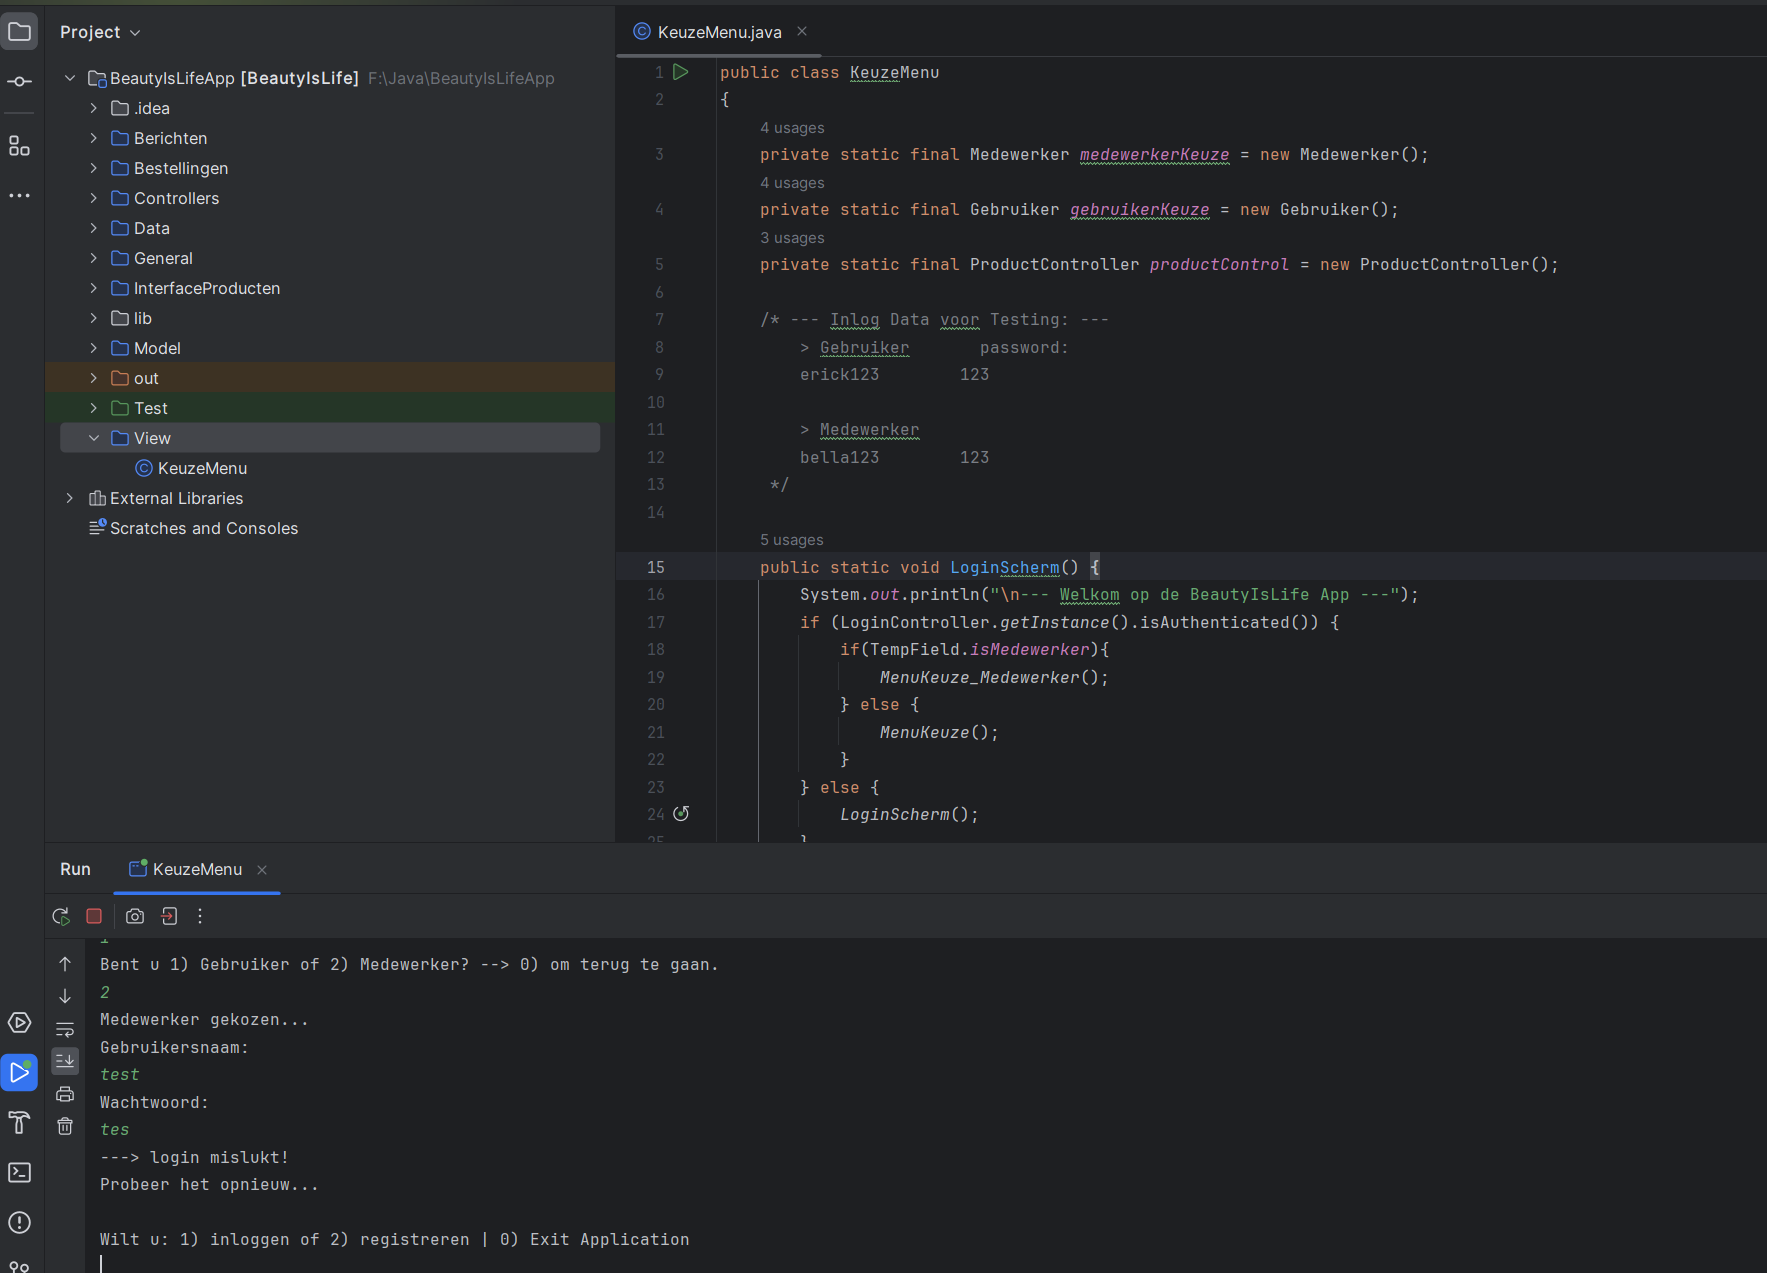 Project
BeautyIsLifeApp [BeautyIsLife] F:\Java\BeautyIsLifeApp
.idea
Berichten
Bestellingen
Controllers
Data
General
InterfaceProducten
lib
Model
out
Test
View
KeuzeMenu
External Libraries
Scratches and Consoles
KeuzeMenu.java
1 public class KeuzeMenu
2 {
4 usages
3 private static final Medewerker medewerkerKeuze = new Medewerker();
4 usages
4 private static final Gebruiker gebruikerKeuze = new Gebruiker();
3 usages
5 private static final ProductController productControl = new ProductController();
6
7 /* --- Inlog Data voor Testing: ---
8 > Gebruiker password:
9 erick123 123
10
11 > Medewerker
12 bella123 123
13 */
14
5 usages
15 public static void LoginScherm() {
16 System.out.println("\n--- Welkom op de BeautyIsLife App ---");
17 if (LoginController.getInstance().isAuthenticated()) {
18 if(TempField.isMedewerker){
19 MenuKeuze_Medewerker();
20 } else {
21 MenuKeuze();
22 }
23 } else {
24 LoginScherm();
25 }
Run KeuzeMenu
1
Bent u 1) Gebruiker of 2) Medewerker? --> 0) om terug te gaan.
2
Medewerker gekozen...
Gebruikersnaam:
test
Wachtwoord:
tes
---> login mislukt!
Probeer het opnieuw...
Wilt u: 1) inloggen of 2) registreren | 0) Exit Application